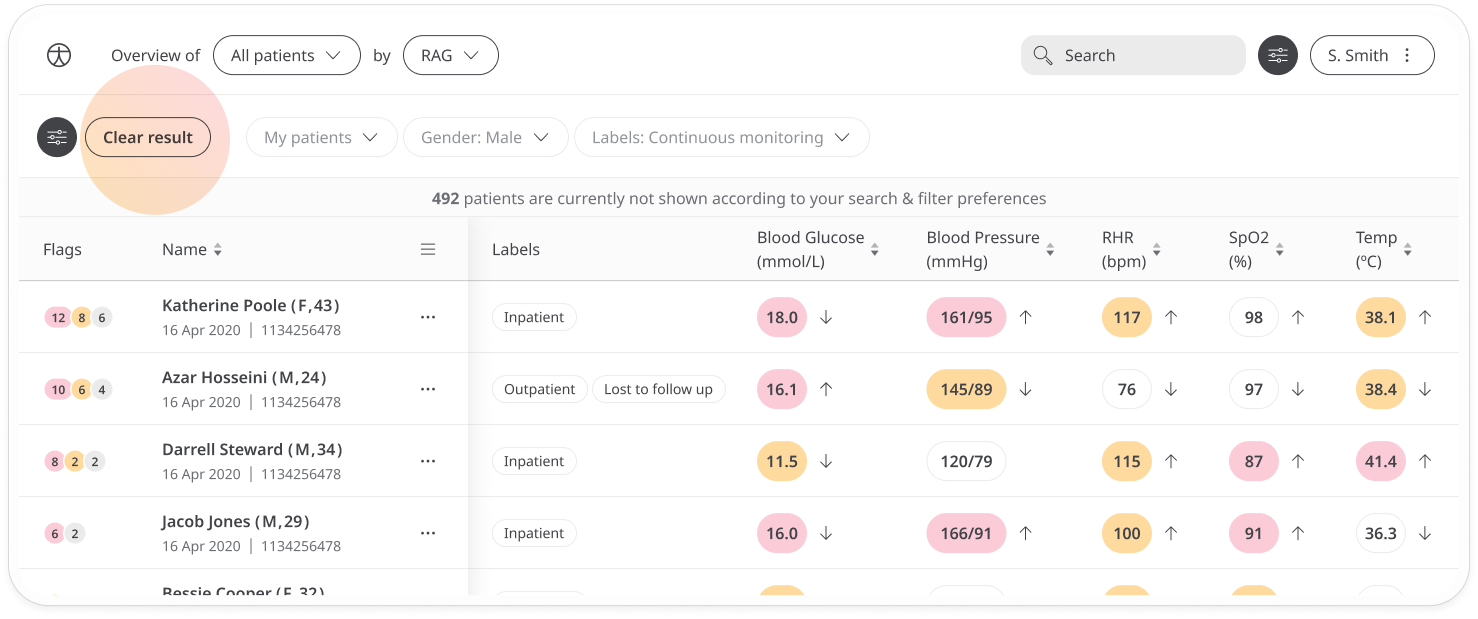 Overview of All patients by RAG Search S. Smith
Clear result My patients Gender: Male Labels: Continuous monitoring
492 patients are currently not shown according to your search & filter preferences
Flags Name Labels Blood Glucose (mmol/L) Blood Pressure (mmHg) RHR (bpm) SpO2 (%) Temp (ºC)
12 8 6 Katherine Poole (F,43) Inpatient 18.0 161/95 117 98 38.1
16 Apr 2020 | 1134256478
10 6 4 Azar Hosseini (M,24) Outpatient Lost to follow up 16.1 145/89 76 97 38.4
16 Apr 2020 | 1134256478
8 2 2 Darrell Steward (M,34) Inpatient 11.5 120/79 115 87 41.4
16 Apr 2020 | 1134256478
6 2 Jacob Jones (M,29) Inpatient 16.0 166/91 100 91 36.3
16 Apr 2020 | 1134256478
Bessie Cooper (F,32)